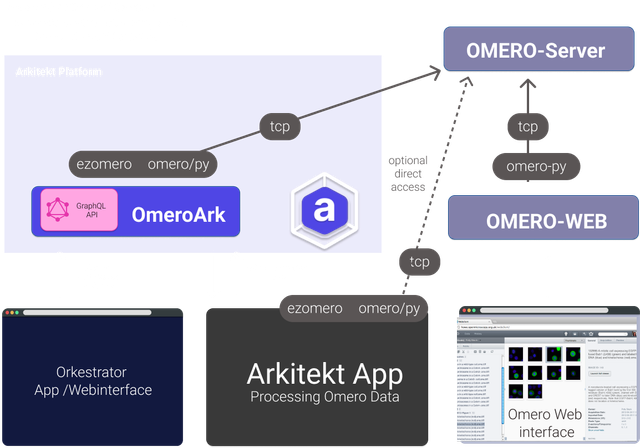 OMERO-Server
Arkitekt Platform
tcp
tcp
ezomero omero/py
optional
direct
access
omero-py
GraphQL
API
OmeroArk
a
OMERO-WEB
tcp
ezomero omero/py
Orkestrator
App /Webinterface
Arkitekt App
Processing Omero Data
Omero Web
interface